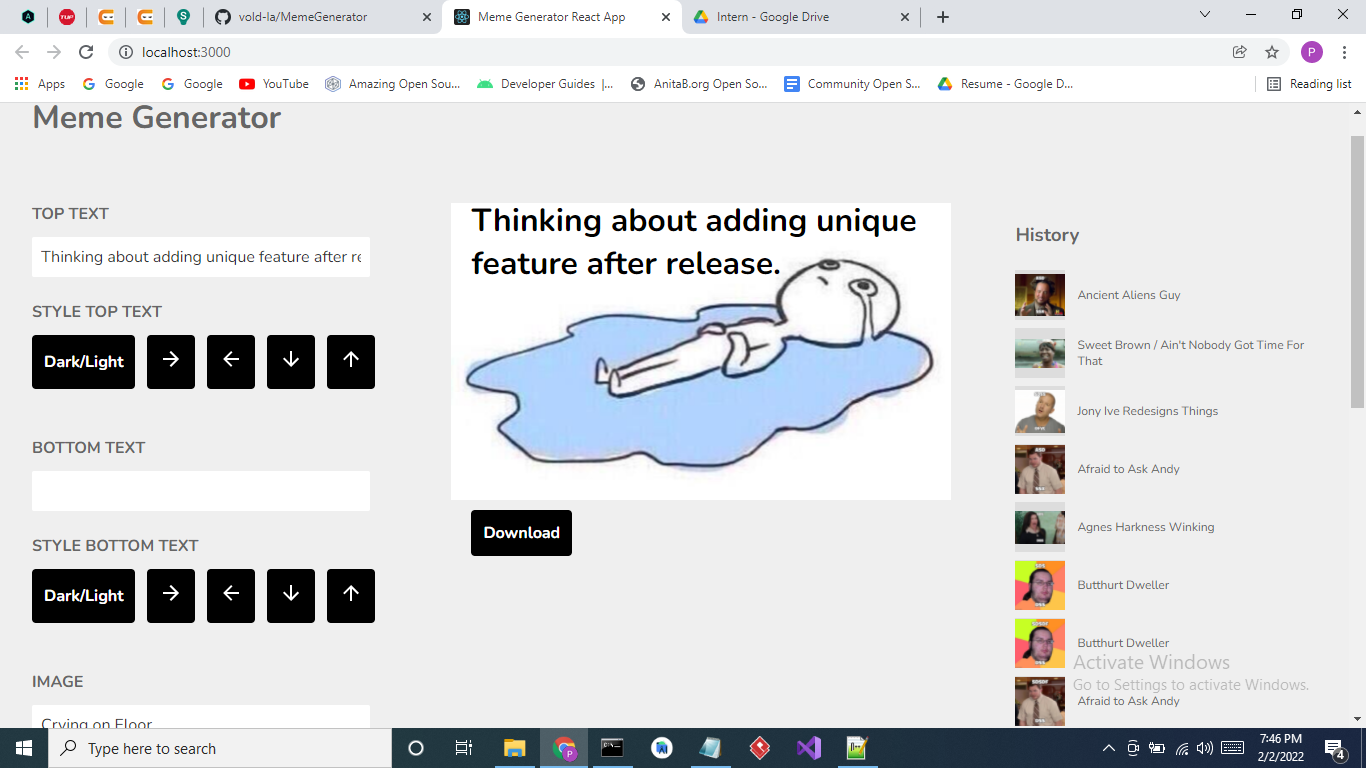 vold-la/MemeGenerator
Meme Generator React App
Intern - Google Drive
localhost:3000
P
Apps
Google
Google
YouTube
Amazing Open Sou...
Developer Guides |...
AnitaB.org Open So...
Community Open S...
Resume - Google D...
Reading list
Meme Generator
TOP TEXT
Thinking about adding unique feature after re
STYLE TOP TEXT
Dark/Light
BOTTOM TEXT
STYLE BOTTOM TEXT
Dark/Light
IMAGE
Crying on Floor
Thinking about adding unique
feature after release.
Download
History
Ancient Aliens Guy
Sweet Brown / Ain't Nobody Got Time For
That
Jony Ive Redesigns Things
Afraid to Ask Andy
Agnes Harkness Winking
Butthurt Dweller
Butthurt Dweller
Afraid to Ask Andy
Activate Windows
Go to Settings to activate Windows.
Type here to search
7:46 PM
2/2/2022
4